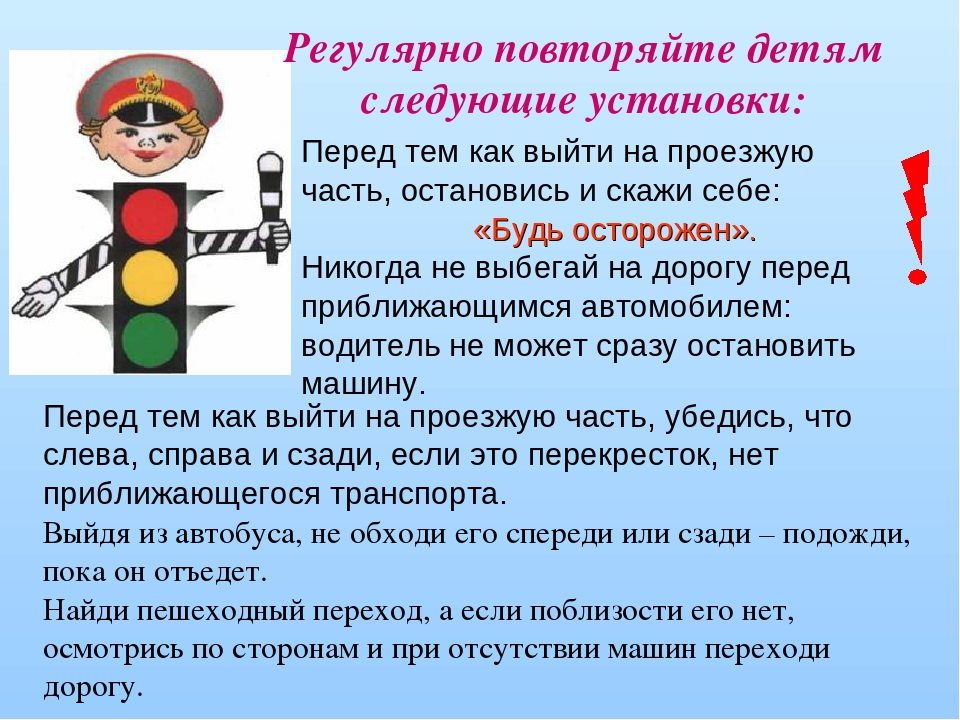 Регулярно повторяйте детям
следующие установки:
Перед тем как выйти на проезжую
часть, остановись и скажи себе:
«Будь осторожен».
Никогда не выбегай на дорогу перед
приближающимся автомобилем:
водитель не может сразу остановить
машину.
Перед тем как выйти на проезжую часть, убедись, что
слева, справа и сзади, если это перекресток, нет
приближающегося транспорта.
Выйдя из автобуса, не обходи его спереди или сзади – подожди,
пока он отъедет.
Найди пешеходный переход, а если поблизости его нет,
осмотрись по сторонам и при отсутствии машин переходи
дорогу.